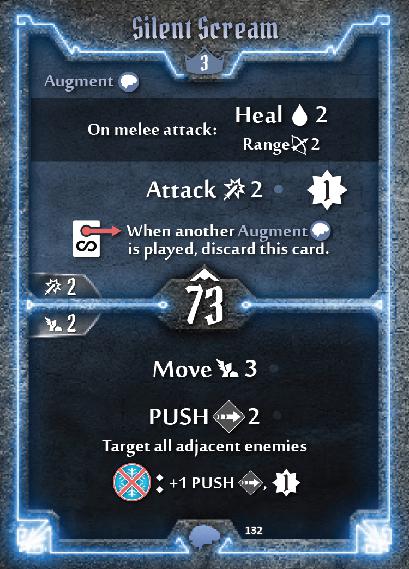 Silent Scream
3
Augment
On melee attack: Heal 2
Range 2
Attack 2 1
When another Augment
is played, discard this card.
2
73
2
Move 3
PUSH 2
Target all adjacent enemies
: +1 PUSH , 1
132